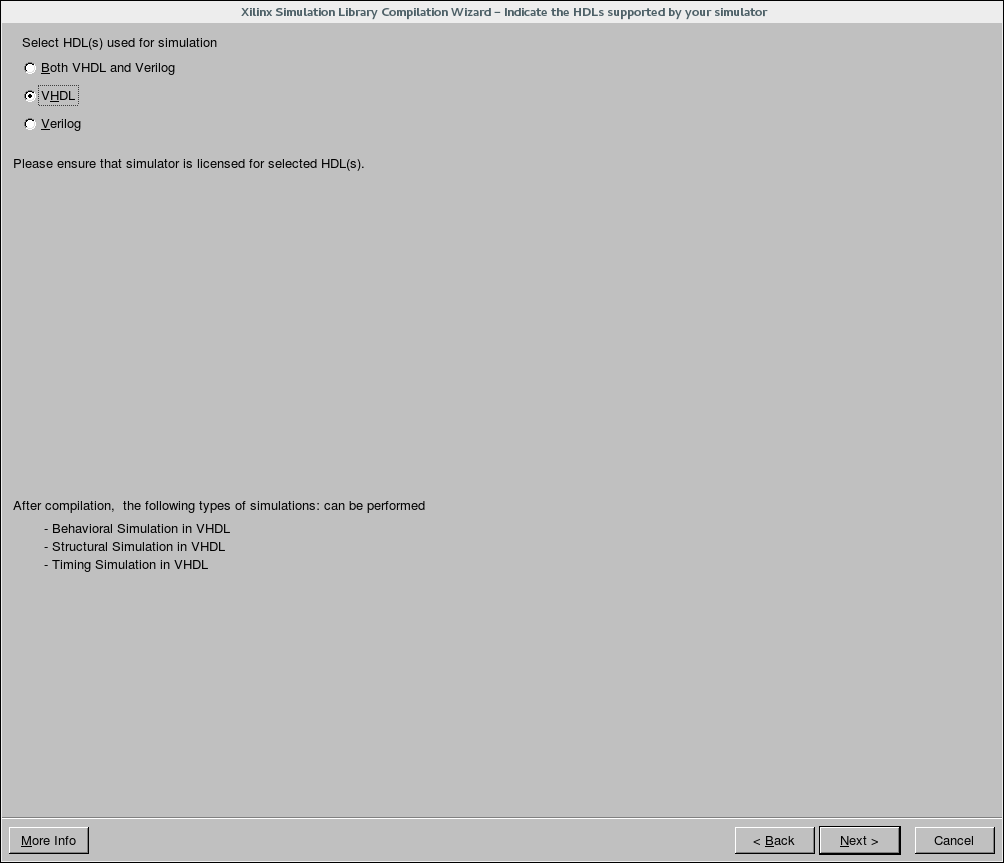 Xilinx Simulation Library Compilation Wizard – Indicate the HDLs supported by your simulator
Select HDL(s) used for simulation
Both VHDL and Verilog
VHDL
Verilog
Please ensure that simulator is licensed for selected HDL(s).
After compilation,  the following types of simulations: can be performed
- Behavioral Simulation in VHDL
- Structural Simulation in VHDL
- Timing Simulation in VHDL
More Info
< Back
Next >
Cancel